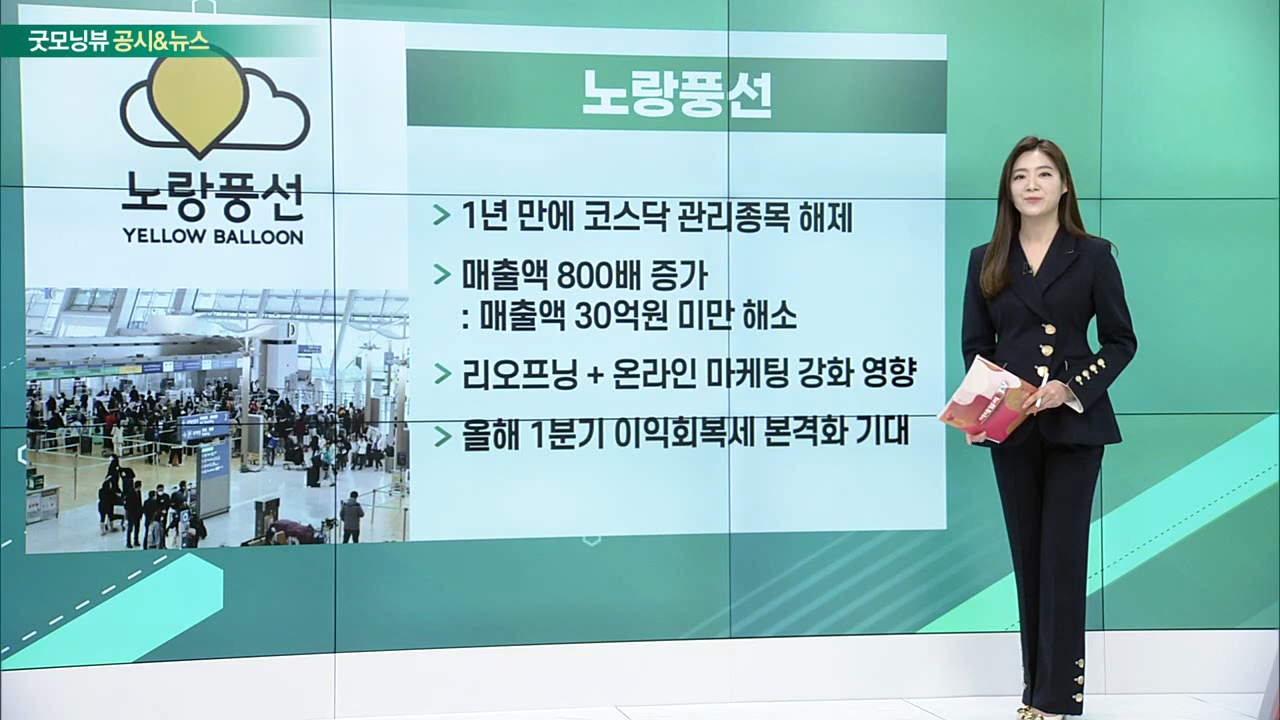 굿모닝뷰 공시&뉴스
노랑풍선
YELLOW BALLOON
노랑풍선
> 1년 만에 코스닥 관리종목 해제
> 매출액 800배 증가
: 매출액 30억원 미만 해소
> 리오프닝 + 온라인 마케팅 강화 영향
> 올해 1분기 이익회복세 본격화 기대
D